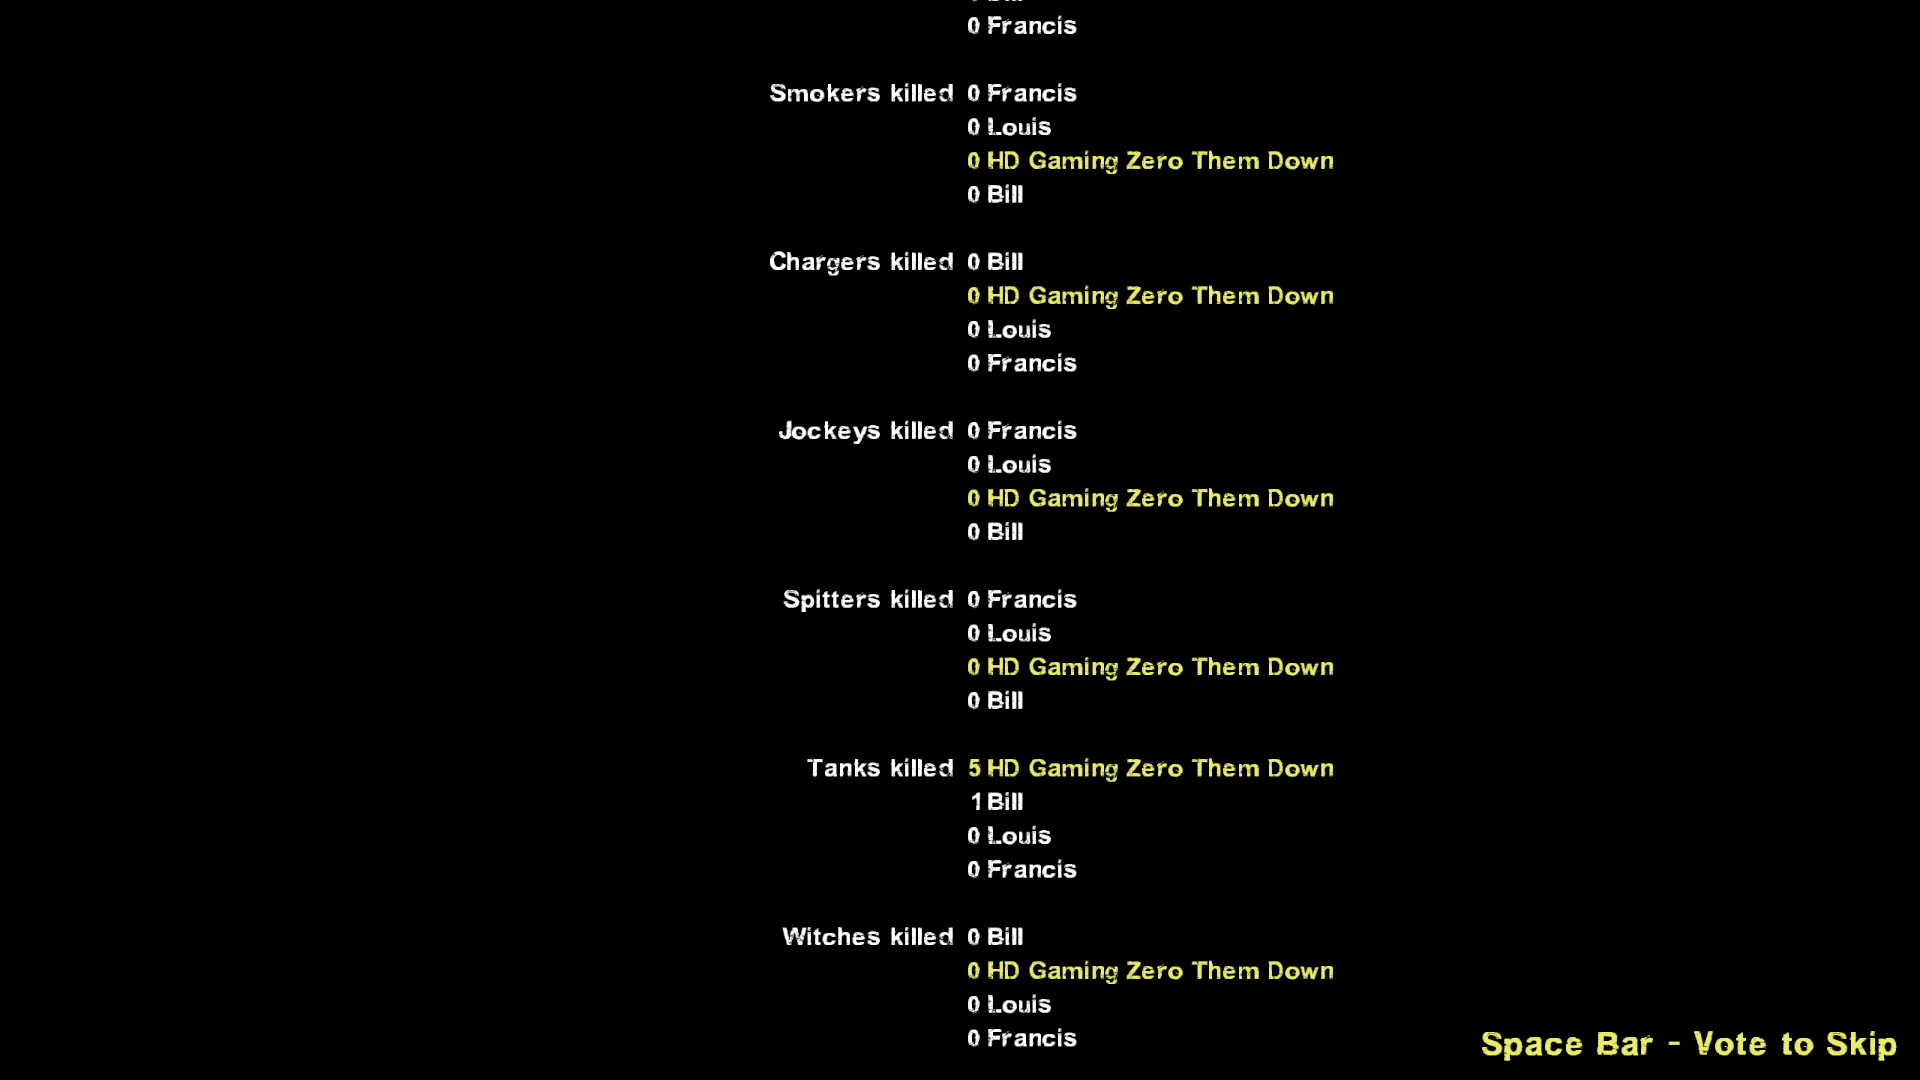 0 Francis
Smokers killed 0 Francis
0 Louis
0 HD Gaming Zero Them Down
0 Bill
Chargers killed 0 Bill
0 HD Gaming Zero Them Down
0 Louis
0 Francis
Jockeys killed 0 Francis
0 Louis
0 HD Gaming Zero Them Down
0 Bill
Spitters killed 0 Francis
0 Louis
0 HD Gaming Zero Them Down
0 Bill
Tanks killed 5 HD Gaming Zero Them Down
1 Bill
0 Louis
0 Francis
Witches killed 0 Bill
0 HD Gaming Zero Them Down
0 Louis
0 Francis
Space Bar - Vote to Skip